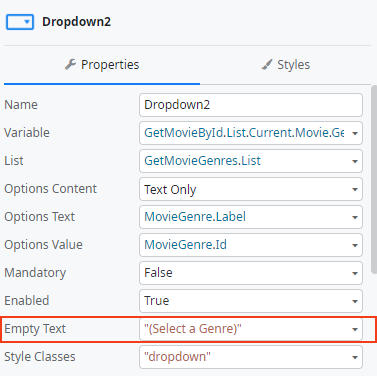 Dropdown2
Properties Styles
Name Dropdown2
Variable GetMovieById.List.Current.Movie.Ge
List GetMovieGenres.List
Options Content Text Only
Options Text MovieGenre.Label
Options Value MovieGenre.Id
Mandatory False
Enabled True
Empty Text "(Select a Genre)"
Style Classes "dropdown"